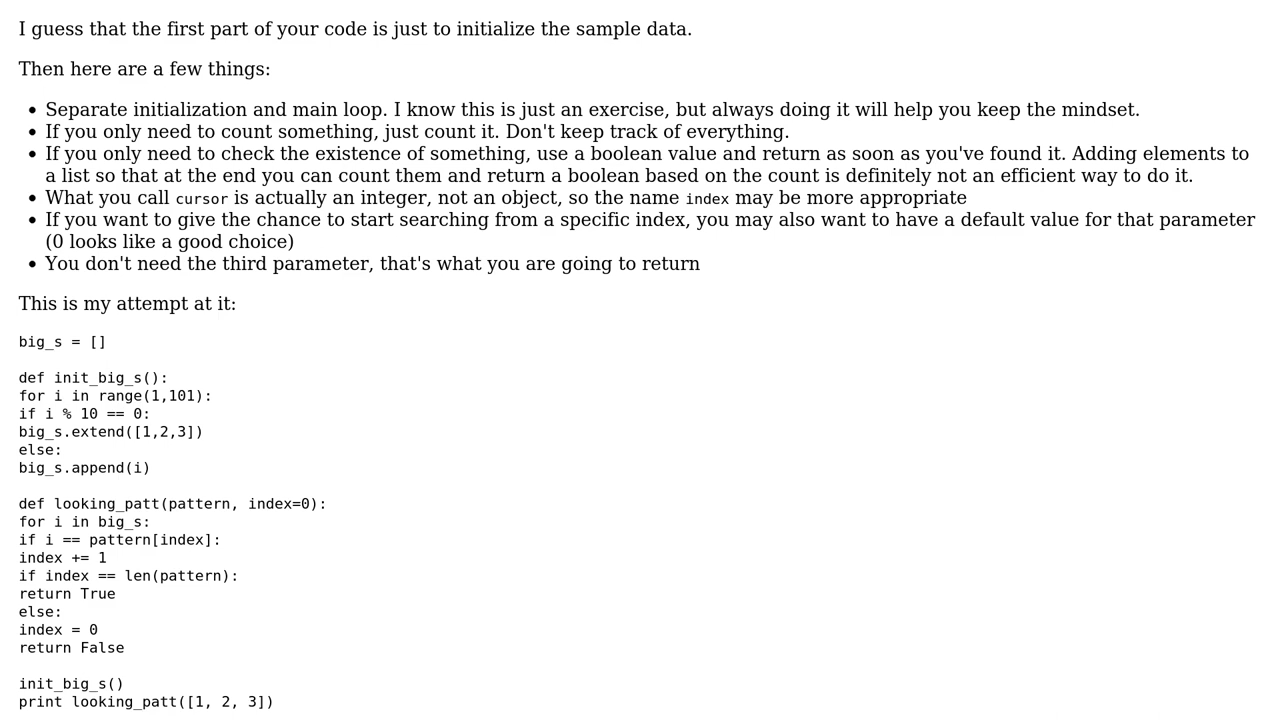 I guess that the first part of your code is just to initialize the sample data.
Then here are a few things:
• Separate initialization and main loop. I know this is just an exercise, but always doing it will help you keep the mindset.
• If you only need to count something, just count it. Don't keep track of everything.
• If you only need to check the existence of something, use a boolean value and return as soon as you've found it. Adding elements to
a list so that at the end you can count them and return a boolean based on the count is definitely not an efficient way to do it.
• What you call cursor is actually an integer, not an object, so the name index may be more appropriate
• If you want to give the chance to start searching from a specific index, you may also want to have a default value for that parameter
(0 looks like a good choice)
• You don't need the third parameter, that's what you are going to return
This is my attempt at it:
big_s = []
def init_big_s():
for i in range(1,101):
if i % 10 == 0:
big_s.extend([1,2,3])
else:
big_s.append(i)
def looking_patt(pattern, index=0):
for i in big_s:
if i == pattern[index]:
index += 1
if index == len(pattern):
return True
else:
index = 0
return False
init_big_s()
print looking_patt([1, 2, 3])